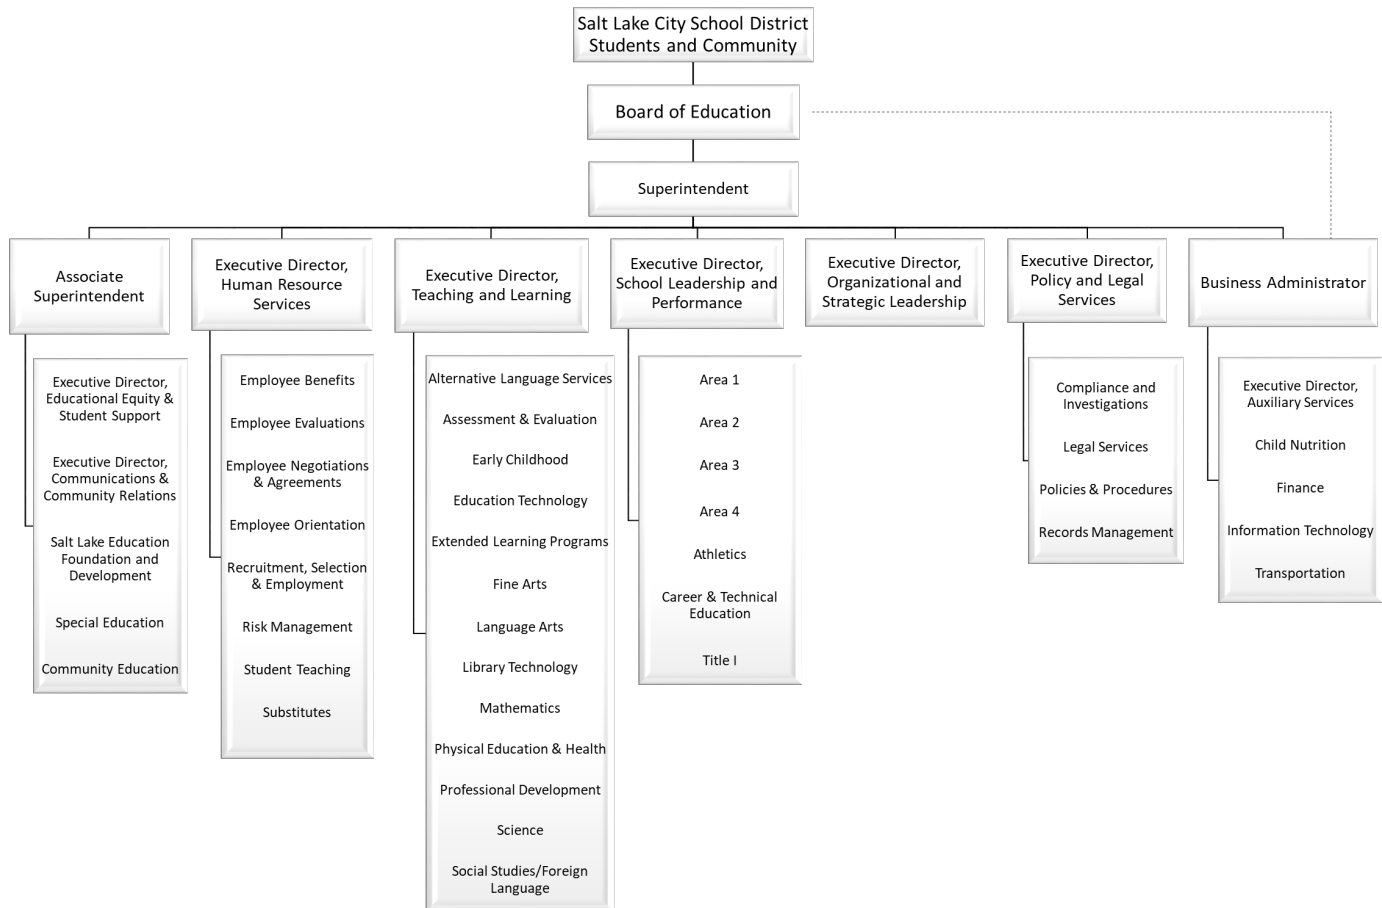 Salt Lake City School District
Students and Community
Board of Education
Superintendent
Associate
Superintendent
Executive Director,
Human Resource
Services
Executive Director,
Teaching and Learning
Executive Director,
School Leadership and
Performance
Executive Director,
Organizational and
Strategic Leadership
Executive Director,
Policy and Legal
Services
Business Administrator
Executive Director,
Educational Equity &
Student Support
Executive Director,
Communications &
Community Relations
Salt Lake Education
Foundation and
Development
Special Education
Community Education
Employee Benefits
Employee Evaluations
Employee Negotiations
& Agreements
Employee Orientation
Recruitment, Selection
& Employment
Risk Management
Student Teaching
Substitutes
Alternative Language Services
Assessment & Evaluation
Early Childhood
Education Technology
Extended Learning Programs
Fine Arts
Language Arts
Library Technology
Mathematics
Physical Education & Health
Professional Development
Science
Social Studies/Foreign
Language
Area 1
Area 2
Area 3
Area 4
Athletics
Career & Technical
Education
Title I
Compliance and
Investigations
Legal Services
Policies & Procedures
Records Management
Executive Director,
Auxiliary Services
Child Nutrition
Finance
Information Technology
Transportation